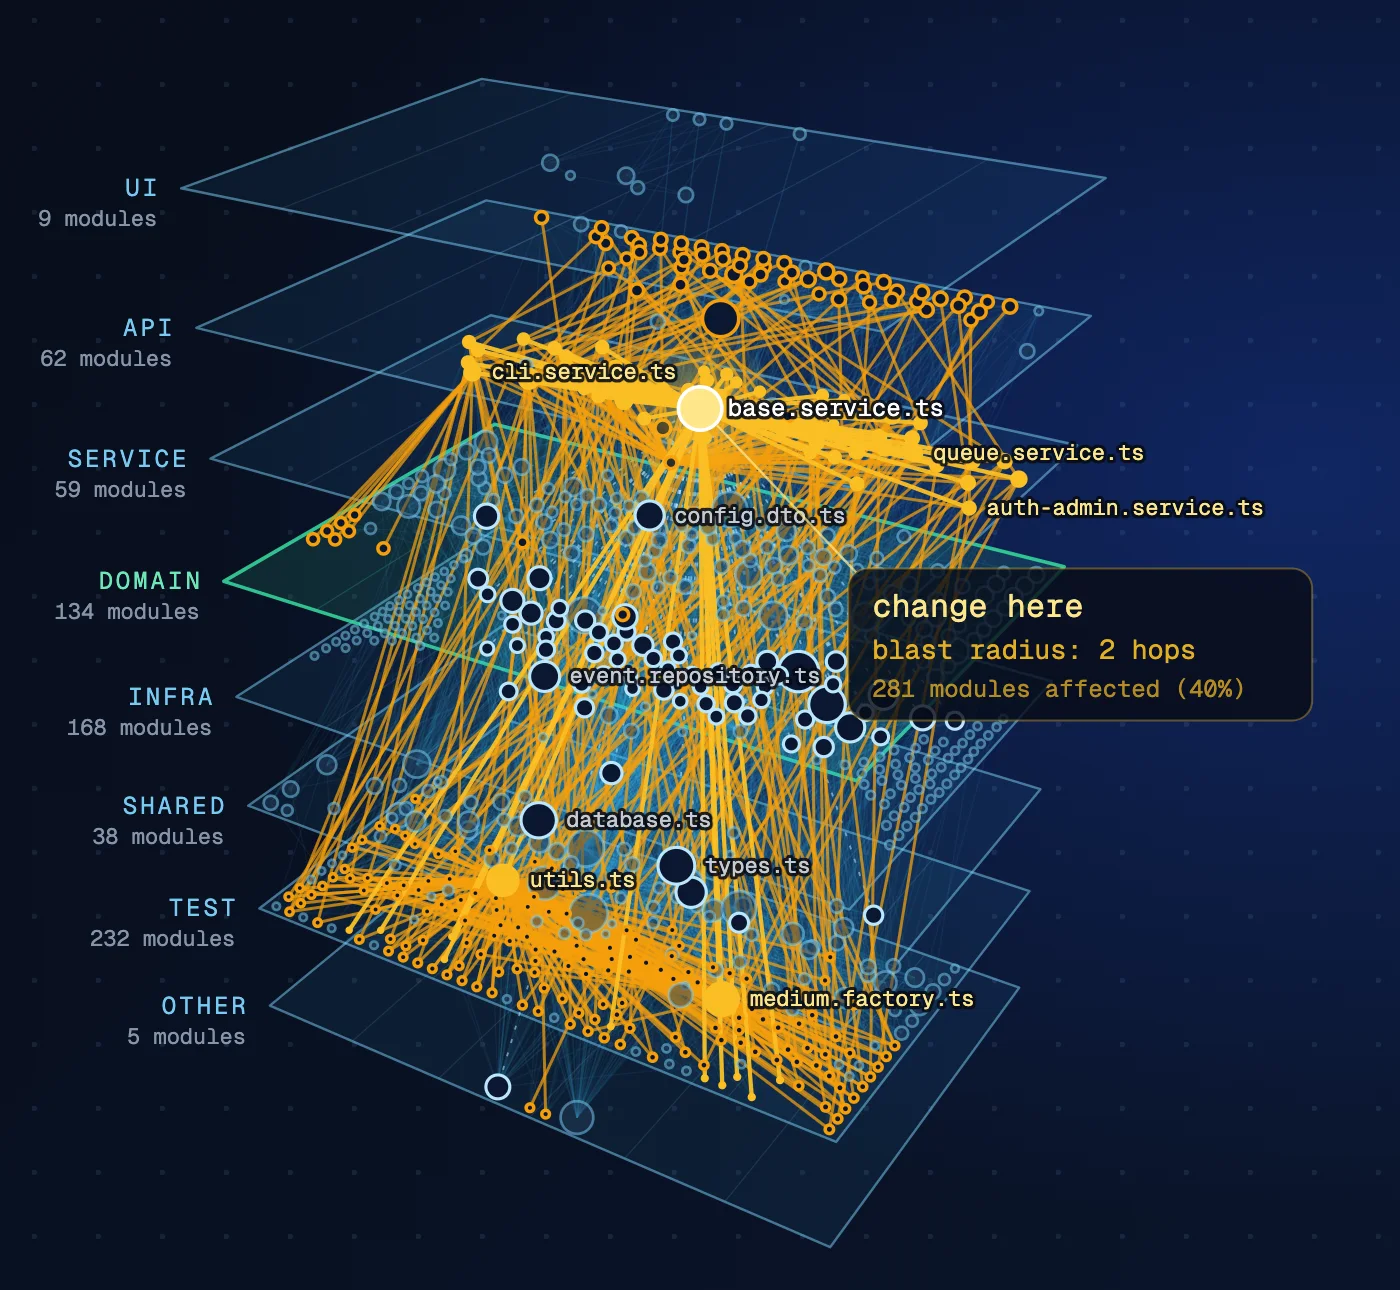 UI
9 modules
API
62 modules
cli.service.ts
base.service.ts
SERVICE
59 modules
queue.service.ts
auth-admin.service.ts
config.dto.ts
DOMAIN
134 modules
change here
blast radius: 2 hops
281 modules affected (40%)
event.repository.ts
INFRA
168 modules
SHARED
38 modules
database.ts
types.ts
utils.ts
TEST
232 modules
medium.factory.ts
OTHER
5 modules